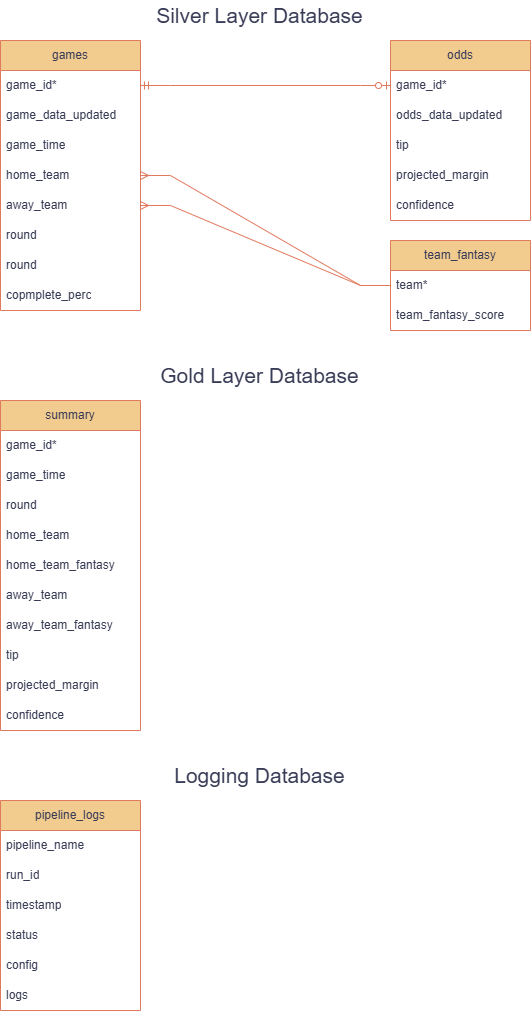 Silver Layer Database
games
game_id*
game_data_updated
game_time
home_team
away_team
round
round
copmplete_perc
odds
game_id*
odds_data_updated
tip
projected_margin
confidence
team_fantasy
team*
team_fantasy_score
Gold Layer Database
summary
game_id*
game_time
round
home_team
home_team_fantasy
away_team
away_team_fantasy
tip
projected_margin
confidence
Logging Database
pipeline_logs
pipeline_name
run_id
timestamp
status
config
logs